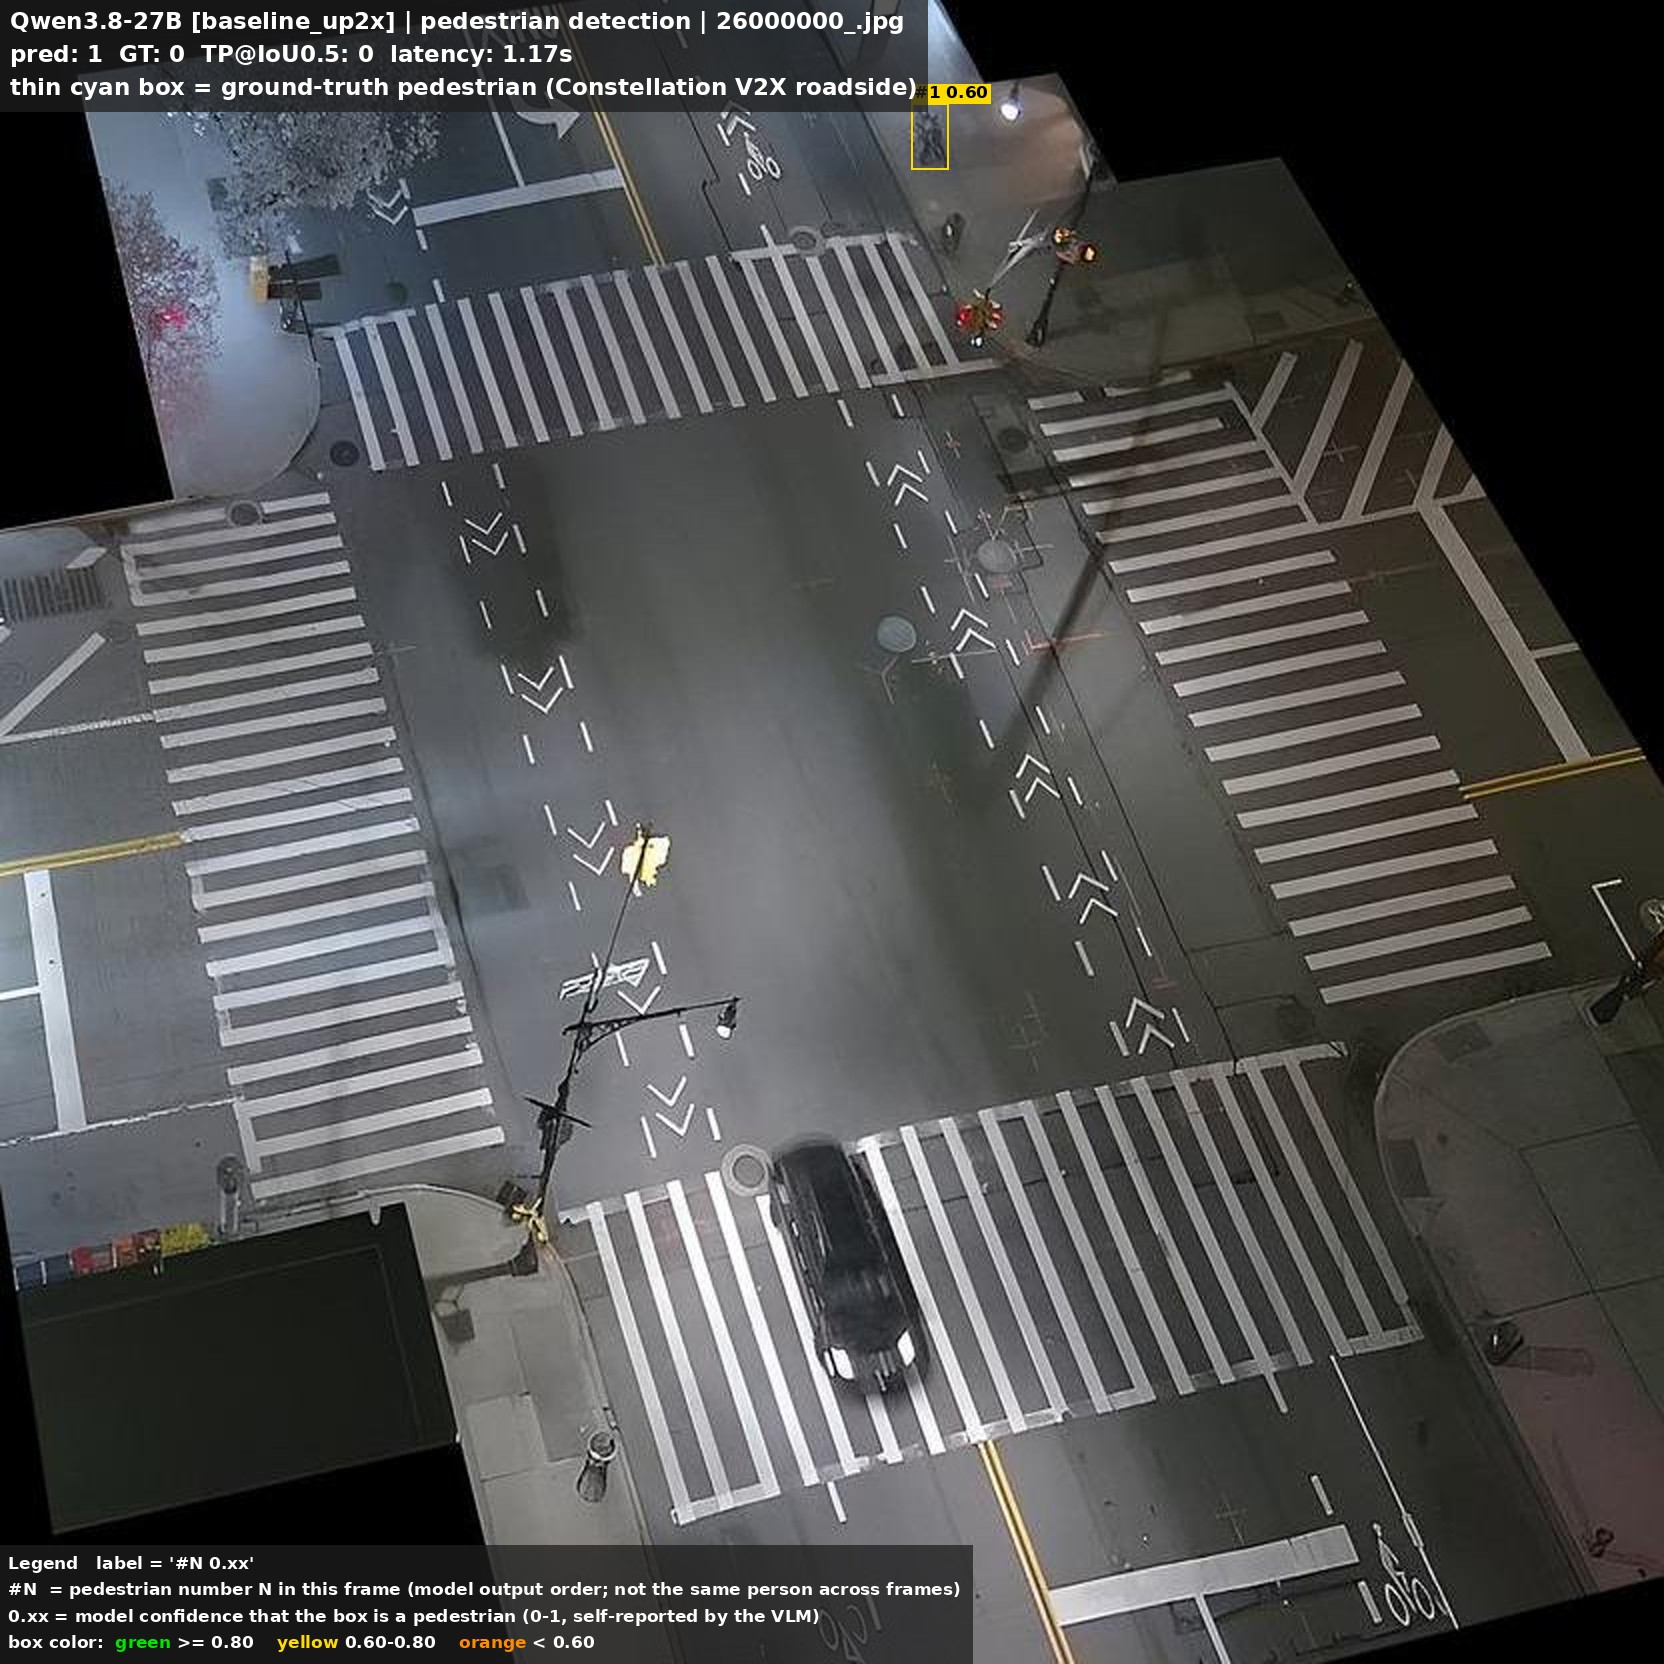 Qwen3.8-27B [baseline_up2x] | pedestrian detection | 26000000_.jpg
pred: 1  GT: 0  TP@IoU0.5: 0  latency: 1.17s
thin cyan box = ground-truth pedestrian (Constellation V2X roadside)
#1 0.60
Legend   label = '#N 0.xx'
#N  = pedestrian number N in this frame (model output order; not the same person across frames)
0.xx = model confidence that the box is a pedestrian (0-1, self-reported by the VLM)
box color:  green >= 0.80    yellow 0.60-0.80    orange < 0.60